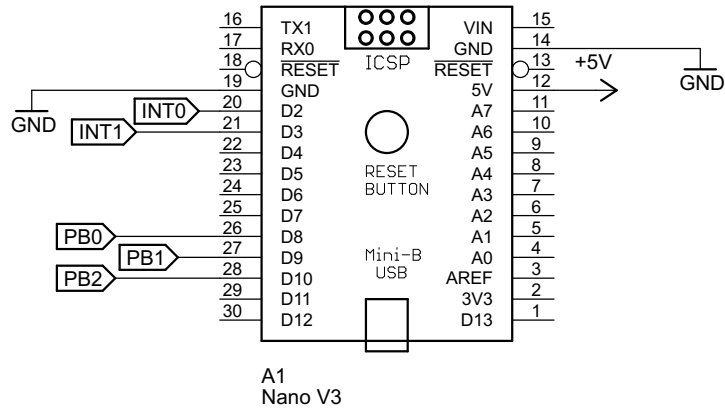 16 TX1 VIN 15
17 RX0 GND 14
18 RESET ICSP RESET 13 +5V
GND 19 GND 5V 12 GND
INT0 20 D2 A7 11
INT1 21 D3 A6 10
22 D4 A5 9
23 D5 RESET A4 8
24 D6 BUTTON A3 7
25 D7 A2 6
PB0 26 D8 A1 5
PB1 27 D9 Mini-B A0 4
PB2 28 D10 USB AREF 3
29 D11 3V3 2
30 D12 D13 1
A1
Nano V3